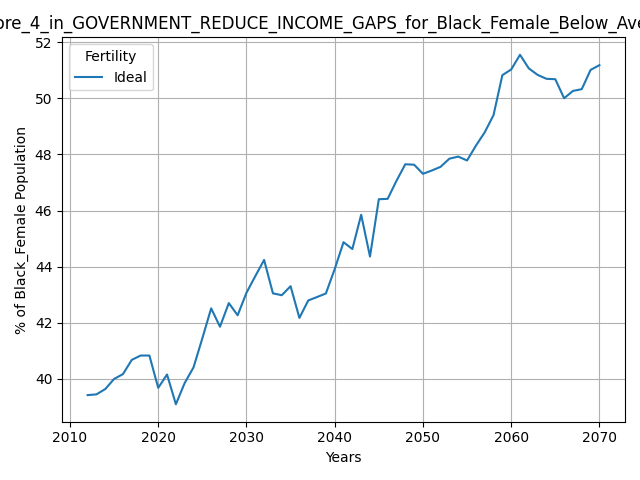 ore_4_in_GOVERNMENT_REDUCE_INCOME_GAPS_for_Black_Female_Below_Ave
Fertility
Ideal
% of Black_Female Population
52
50
48
46
44
42
40
2010 2020 2030 2040 2050 2060 2070
Years